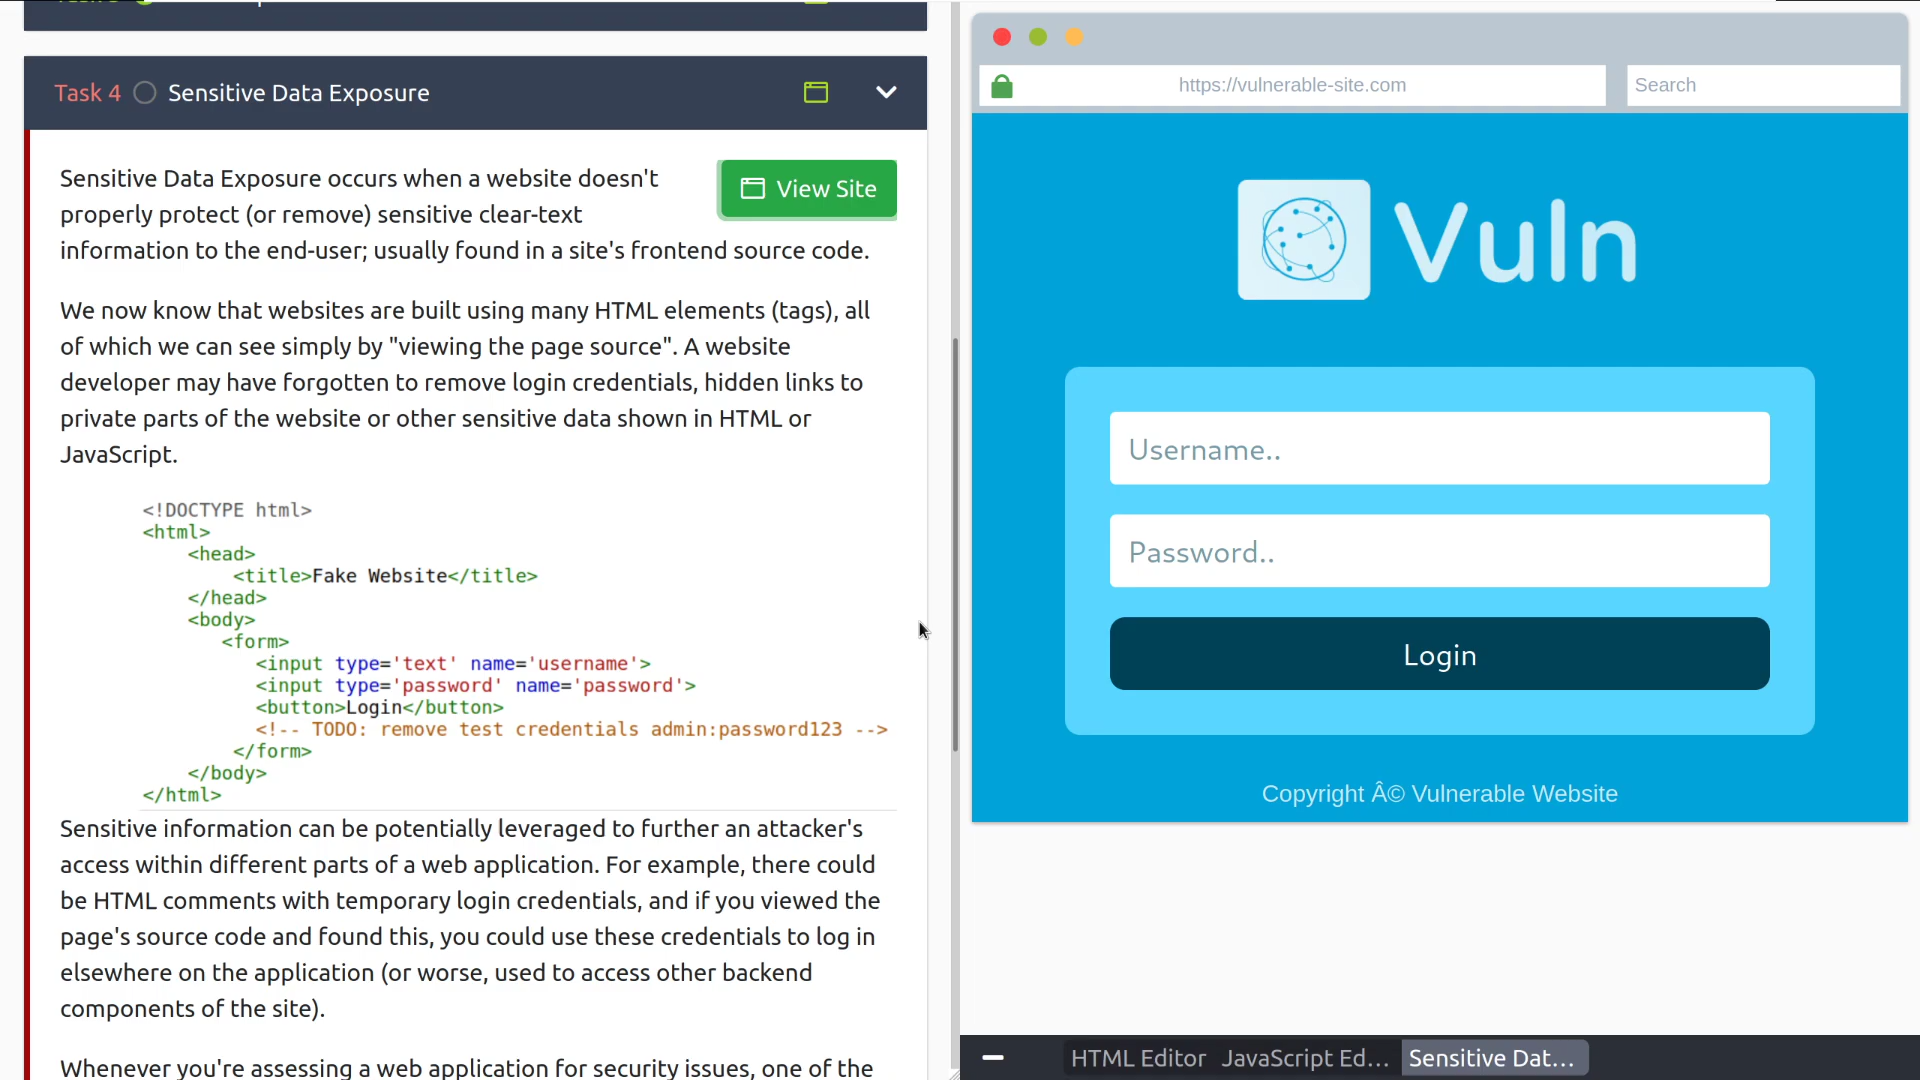 Task 4 Sensitive Data Exposure
View Site
Sensitive Data Exposure occurs when a website doesn't
properly protect (or remove) sensitive clear-text
information to the end-user; usually found in a site's frontend source code.
We now know that websites are built using many HTML elements (tags), all
of which we can see simply by "viewing the page source". A website
developer may have forgotten to remove login credentials, hidden links to
private parts of the website or other sensitive data shown in HTML or
JavaScript.
<!DOCTYPE html>
<html>
<head>
<title>Fake Website</title>
</head>
<body>
<form>
<input type='text' name='username'>
<input type='password' name='password'>
<button>Login</button>
<!-- TODO: remove test credentials admin:password123 -->
</form>
</body>
</html>
Sensitive information can be potentially leveraged to further an attacker's
access within different parts of a web application. For example, there could
be HTML comments with temporary login credentials, and if you viewed the
page's source code and found this, you could use these credentials to log in
elsewhere on the application (or worse, used to access other backend
components of the site).
Whenever you're assessing a web application for security issues, one of the
https://vulnerable-site.com
Search
Vuln
Username..
Password..
Login
Copyright Â© Vulnerable Website
HTML Editor JavaScript Ed... Sensitive Dat...